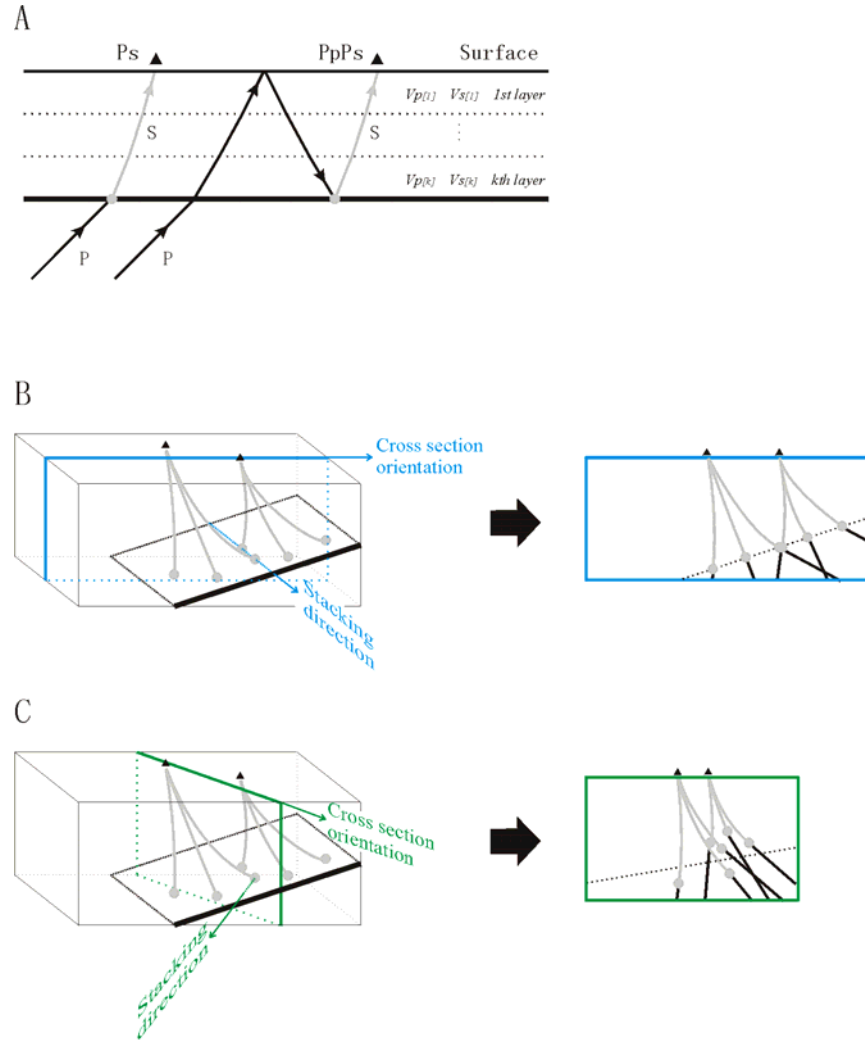 A
Ps PpPs Surface
Vp[1] Vs[1] 1st layer
S S
Vp[k] Vs[k] kth layer
P P
B
Cross section
orientation
Stacking
direction
C
Cross section
orientation
Stacking
direction